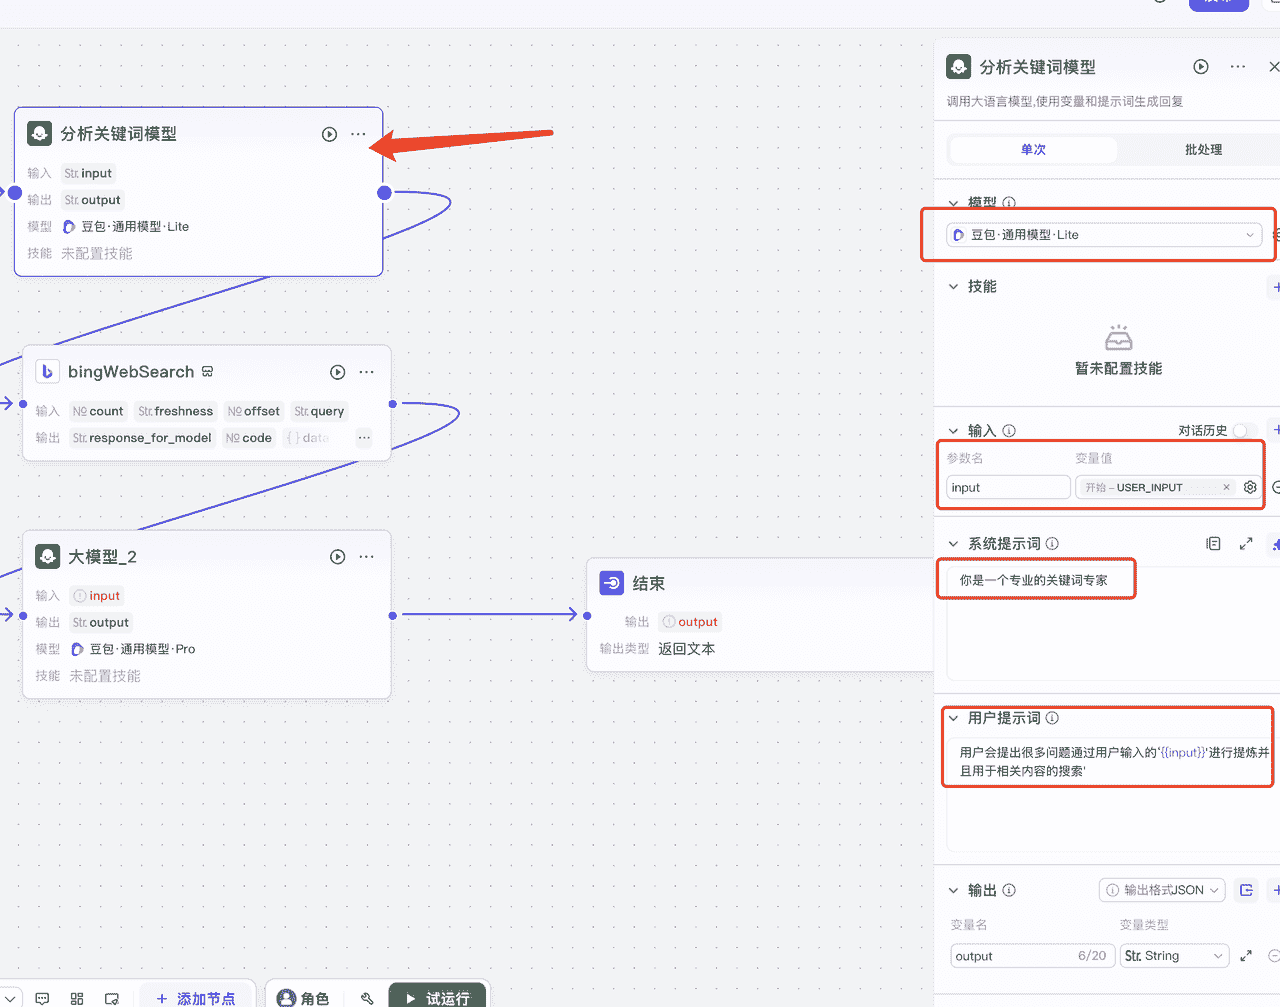 分析关键词模型
输入 Str. input
输出 Str. output
模型 豆包·通用模型·Lite
技能 未配置技能
bingWebSearch
输入 № count Str. freshness № offset Str. query
输出 Str. response_for_model № code { } data ...
大模型_2
输入 input
输出 Str. output
模型 豆包·通用模型·Pro
技能 未配置技能
结束
输出 output
输出类型 返回文本
添加节点
角色
试运行
分析关键词模型
调用大语言模型,使用变量和提示词生成回复
单次 批处理
模型
豆包·通用模型·Lite
技能
暂未配置技能
输入 对话历史
参数名 变量值
input 开始 – USER_INPUT
系统提示词
你是一个专业的关键词专家
用户提示词
用户会提出很多问题通过用户输入的'{{input}}'进行提炼并
且用于相关内容的搜索'
输出 输出格式JSON
变量名 变量类型
output 6/20 Str. String